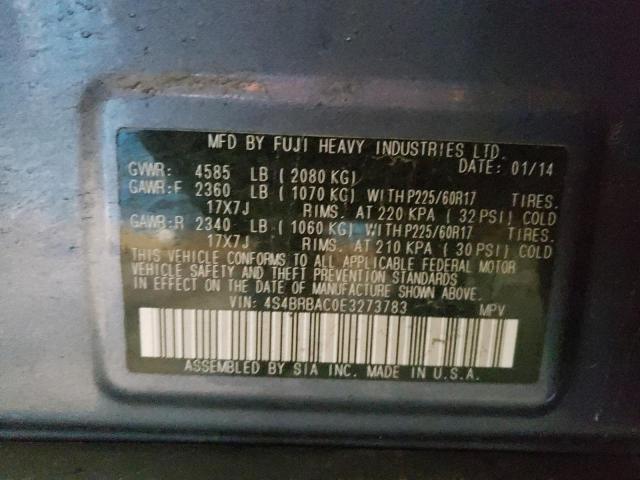 MFD BY FUJI HEAVY INDUSTRIES LTD.
GVWR: 4585 LB ( 2080 KG) DATE: 01/14
GAWR:F 2360 LB ( 1070 KG) WITH P225/60R17 TIRES.
17X7J RIMS. AT 220 KPA ( 32 PSI) COLD
GAWR:R 2340 LB ( 1060 KG) WITH P225/60R17 TIRES.
17X7J RIMS. AT 210 KPA ( 30 PSI) COLD
THIS VEHICLE CONFORMS TO ALL APPLICABLE FEDERAL MOTOR
VEHICLE SAFETY AND THEFT PREVENTION STANDARDS
IN EFFECT ON THE DATE OF MANUFACTURE SHOWN ABOVE.
VIN: 4S4BRBAC0E3273783 MPV
ASSEMBLED BY SIA INC. MADE IN U.S.A.